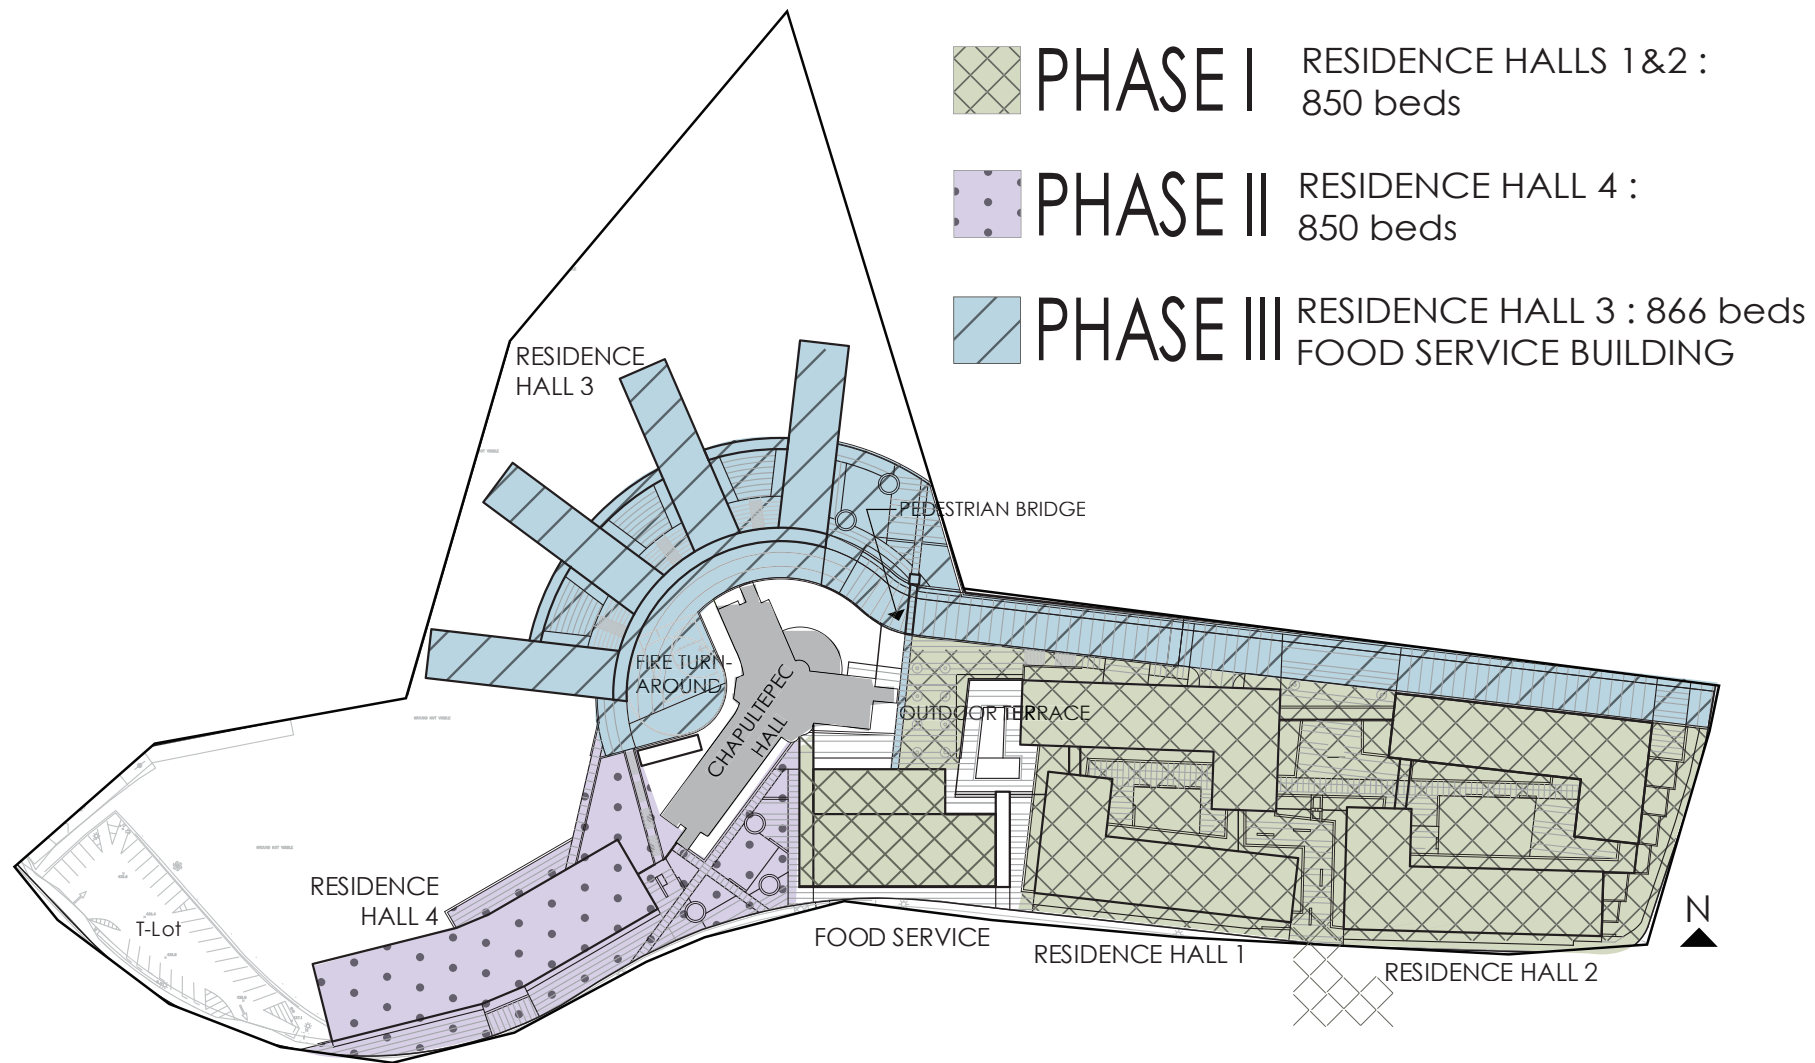 PHASE I
RESIDENCE HALLS 1&2 :
850 beds
PHASE II
RESIDENCE HALL 4 :
850 beds
PHASE III
RESIDENCE HALL 3 : 866 beds
FOOD SERVICE BUILDING
RESIDENCE
HALL 3
PEDESTRIAN BRIDGE
FIRE TURN-
AROUND
CHAPULTEPEC
HALL
OUTDOOR TERRACE
RESIDENCE
HALL 4
T-Lot
FOOD SERVICE
RESIDENCE HALL 1
RESIDENCE HALL 2
N